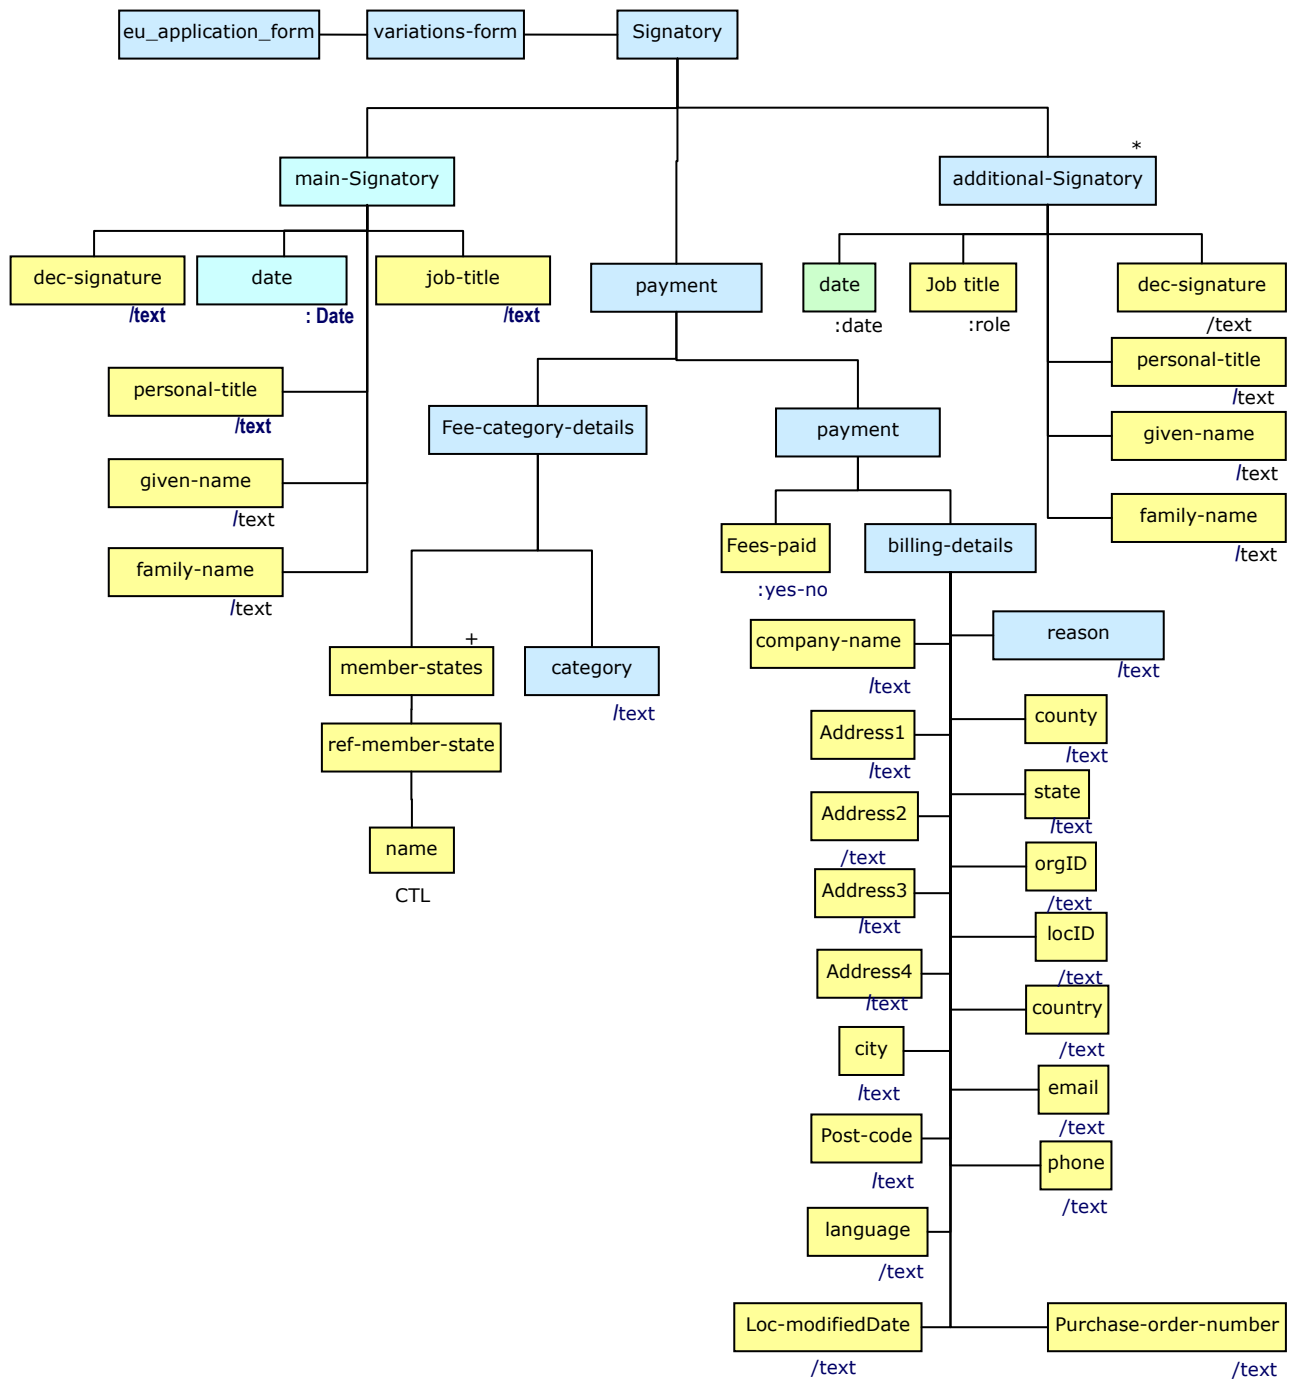 eu_application_form
variations-form
Signatory
main-Signatory
*
additional-Signatory
dec-signature
/text
date
: Date
job-title
/text
payment
date
:date
Job title
:role
dec-signature
/text
personal-title
/text
personal-title
/text
Fee-category-details
payment
given-name
/text
given-name
/text
family-name
/text
family-name
/text
Fees-paid
:yes-no
billing-details
+
member-states
category
/text
ref-member-state
name
CTL
company-name
/text
reason
/text
Address1
/text
county
/text
Address2
/text
state
/text
Address3
/text
orgID
/text
locID
/text
Address4
/text
country
/text
city
/text
email
/text
Post-code
/text
phone
/text
language
/text
Loc-modifiedDate
/text
Purchase-order-number
/text